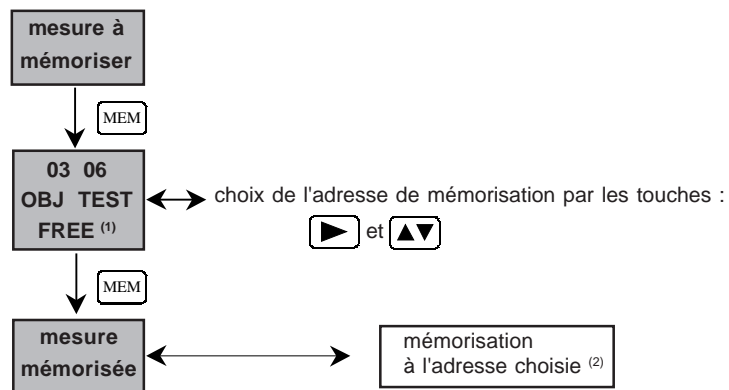 mesure à
mémoriser
MEM
03 06
OBJ TEST
FREE (1)
choix de l'adresse de mémorisation par les touches :
et
MEM
mesure
mémorisée
mémorisation
à l'adresse choisie (2)